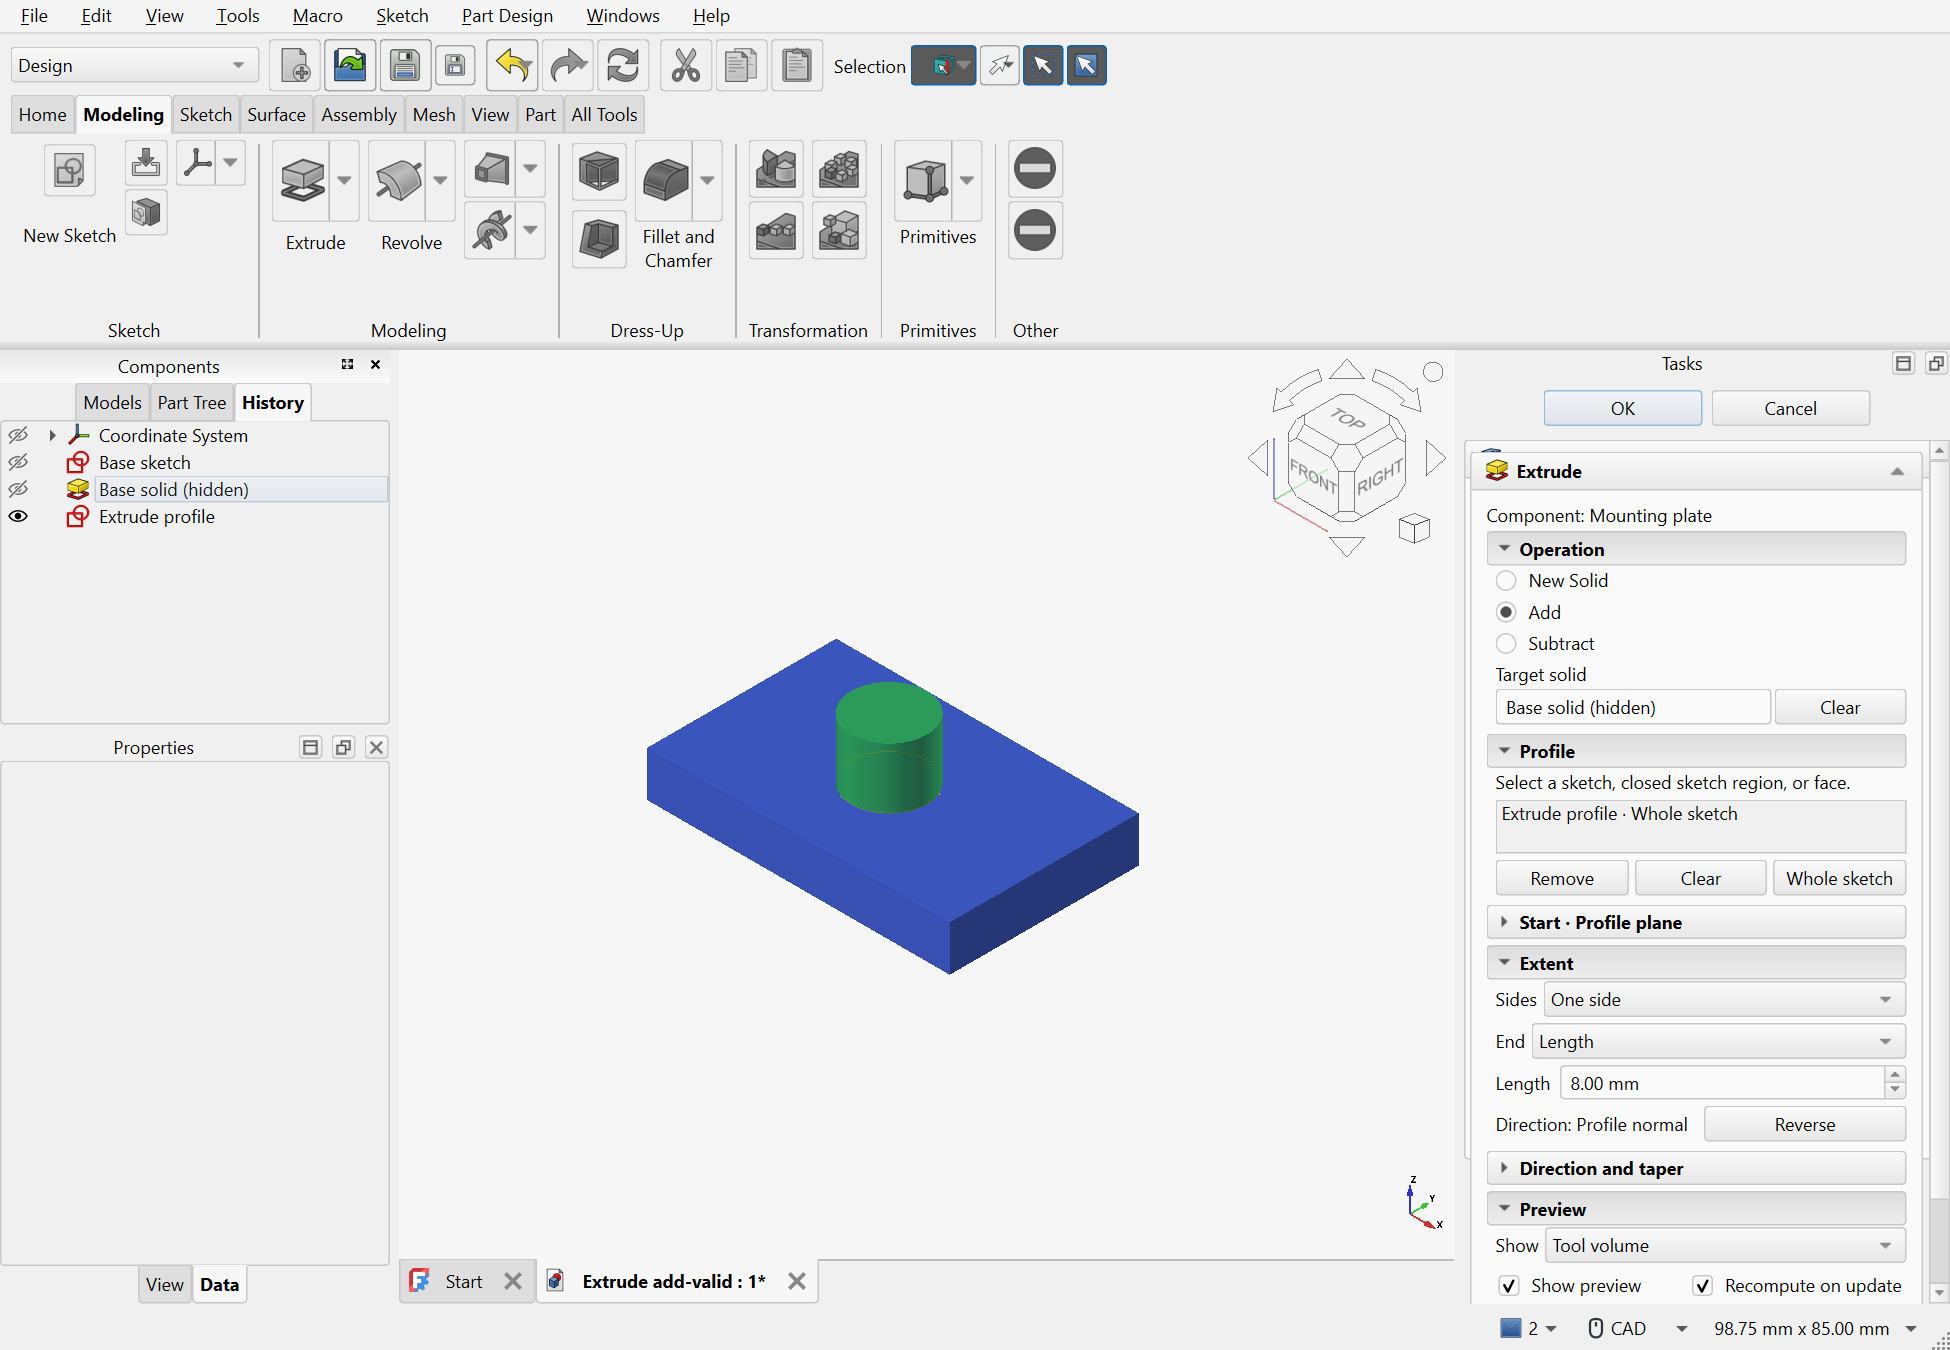 File Edit View Tools Macro Sketch Part Design Windows Help
Design
Selection
Home Modeling Sketch Surface Assembly Mesh View Part All Tools
New Sketch
Extrude
Revolve
Fillet and
Chamfer
Primitives
Sketch Modeling Dress-Up Transformation Primitives Other
Components
Models Part Tree History
Coordinate System
Base sketch
Base solid (hidden)
Extrude profile
Properties
View Data
TOP
FRONT
RIGHT
Z
Y
X
Start
Extrude add-valid : 1*
Tasks
OK Cancel
Extrude
Component: Mounting plate
Operation
New Solid
Add
Subtract
Target solid
Base solid (hidden) Clear
Profile
Select a sketch, closed sketch region, or face.
Extrude profile · Whole sketch
Remove Clear Whole sketch
Start · Profile plane
Extent
Sides One side
End Length
Length 8.00 mm
Direction: Profile normal Reverse
Direction and taper
Preview
Show Tool volume
Show preview Recompute on update
2 CAD 98.75 mm x 85.00 mm